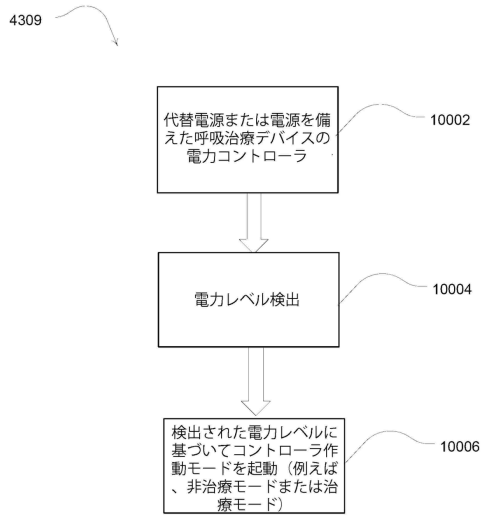 4309
代替電源または電源を備
えた呼吸治療デバイスの
電力コントローラ
10002
電力レベル検出
10004
検出された電力レベルに
基づいてコントローラ作
動モードを起動（例えば
、非治療モードまたは治
療モード）
10006